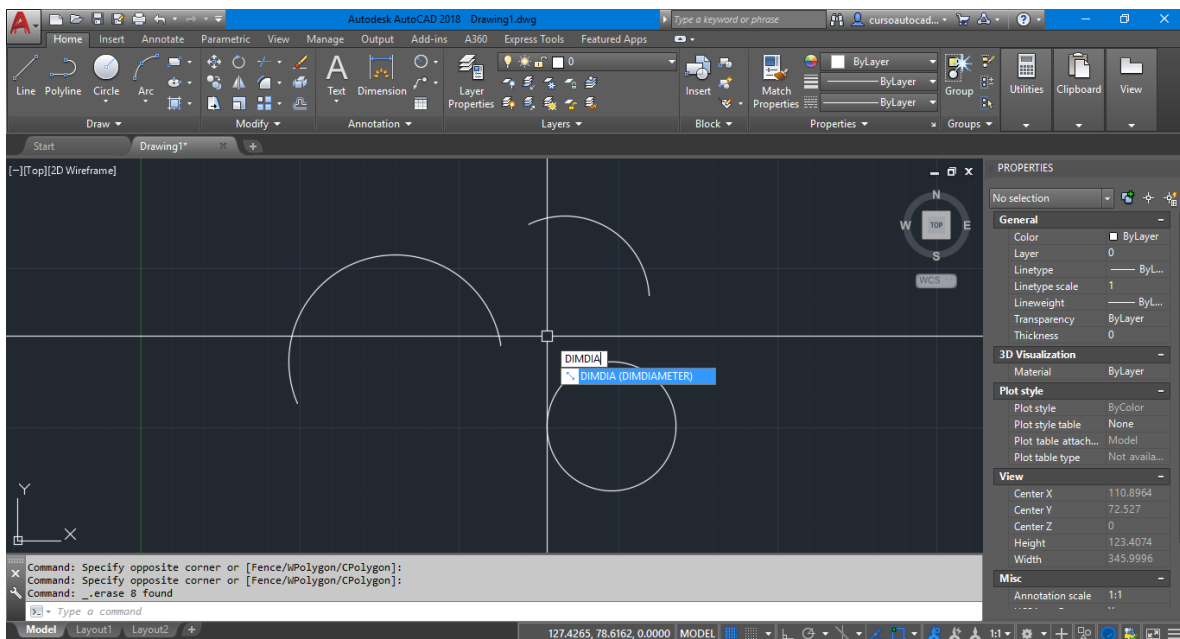 Autodesk AutoCAD 2018 Drawing1.dwg
Type a keyword or phrase
cursoautocad...
Home Insert Annotate Parametric View Manage Output Add-ins A360 Express Tools Featured Apps
0
ByLayer
ByLayer
ByLayer
Line Polyline Circle Arc
Text Dimension
Layer Properties
Insert
Match Properties
Group
Utilities Clipboard View
Draw Modify Annotation Layers Block Properties Groups
Start Drawing1* +
[–][Top][2D Wireframe]
N
W TOP E
S
WCS
DIMDIA
DIMDIA (DIMDIAMETER)
Y
X
PROPERTIES
No selection
General
Color ByLayer
Layer 0
Linetype ByL...
Linetype scale 1
Lineweight ByL...
Transparency ByLayer
Thickness 0
3D Visualization
Material ByLayer
Plot style
Plot style ByColor
Plot style table None
Plot table attach... Model
Plot table type Not availa...
View
Center X 110.8964
Center Y 72.527
Center Z 0
Height 123.4074
Width 345.9996
Misc
Annotation scale 1:1
Command: Specify opposite corner or [Fence/WPolygon/CPolygon]:
Command: Specify opposite corner or [Fence/WPolygon/CPolygon]:
Command: _.erase 8 found
Type a command
Model Layout1 Layout2 +
127.4265, 78.6162, 0.0000 MODEL
1:1